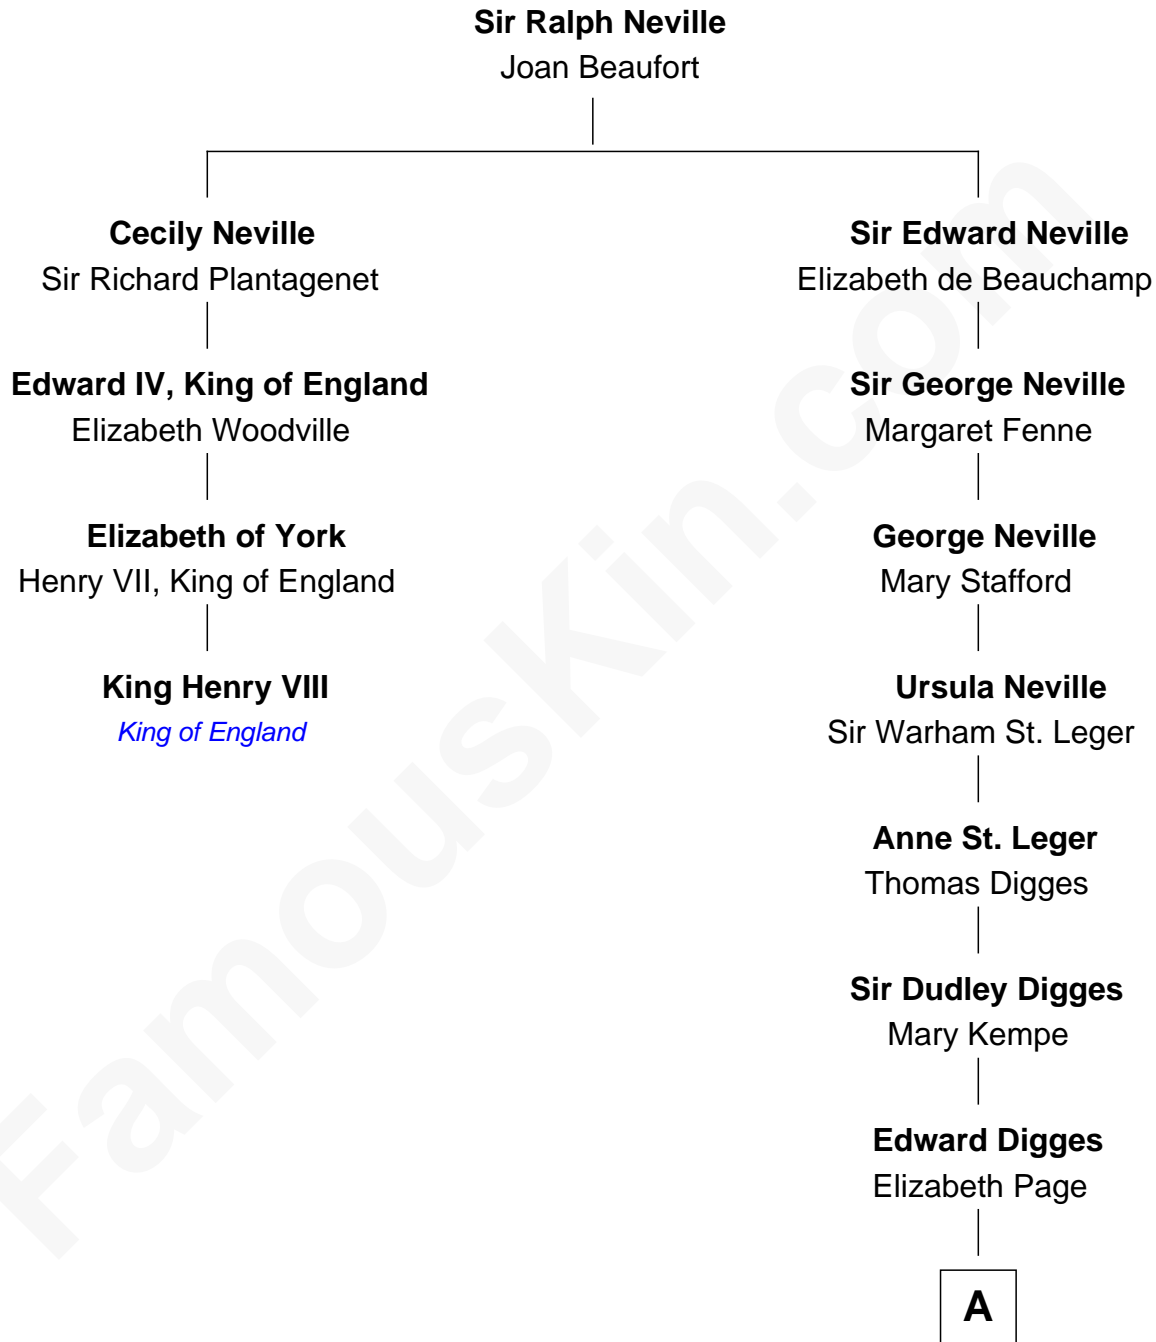 Sir Ralph Neville
Joan Beaufort
Cecily Neville
Sir Richard Plantagenet
Edward IV, King of England
Elizabeth Woodville
Elizabeth of York
Henry VII, King of England
King Henry VIII
King of England
Sir Edward Neville
Elizabeth de Beauchamp
Sir George Neville
Margaret Fenne
George Neville
Mary Stafford
Ursula Neville
Sir Warham St. Leger
Anne St. Leger
Thomas Digges
Sir Dudley Digges
Mary Kempe
Edward Digges
Elizabeth Page
A
FamousKin.com